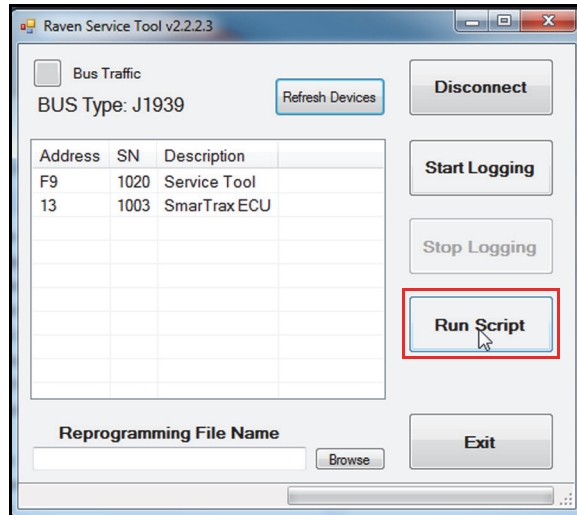 Raven Service Tool v2.2.2.3
Bus Traffic
BUS Type: J1939
Refresh Devices
Disconnect
Address SN Description
F9 1020 Service Tool
13 1003 SmarTrax ECU
Start Logging
Stop Logging
Run Script
Reprogramming File Name
Browse
Exit